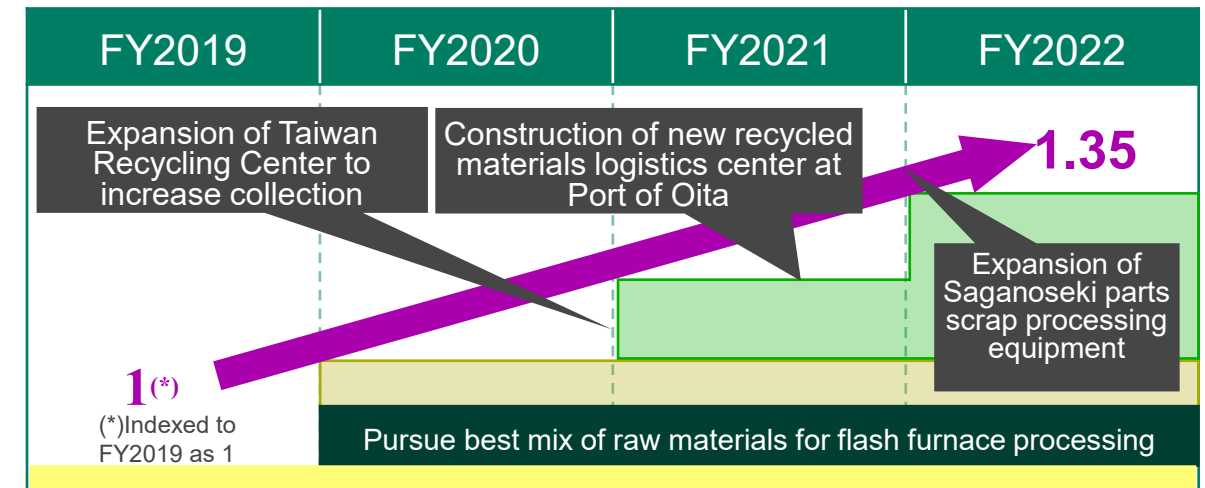 FY2019
FY2020
FY2021
FY2022
Expansion of Taiwan
Recycling Center to
increase collection
Construction of new recycled
materials logistics center at
Port of Oita
1.35
Expansion of
Saganoseki parts
scrap processing
equipment
1(*)
(*)Indexed to
FY2019 as 1
Pursue best mix of raw materials for flash furnace processing